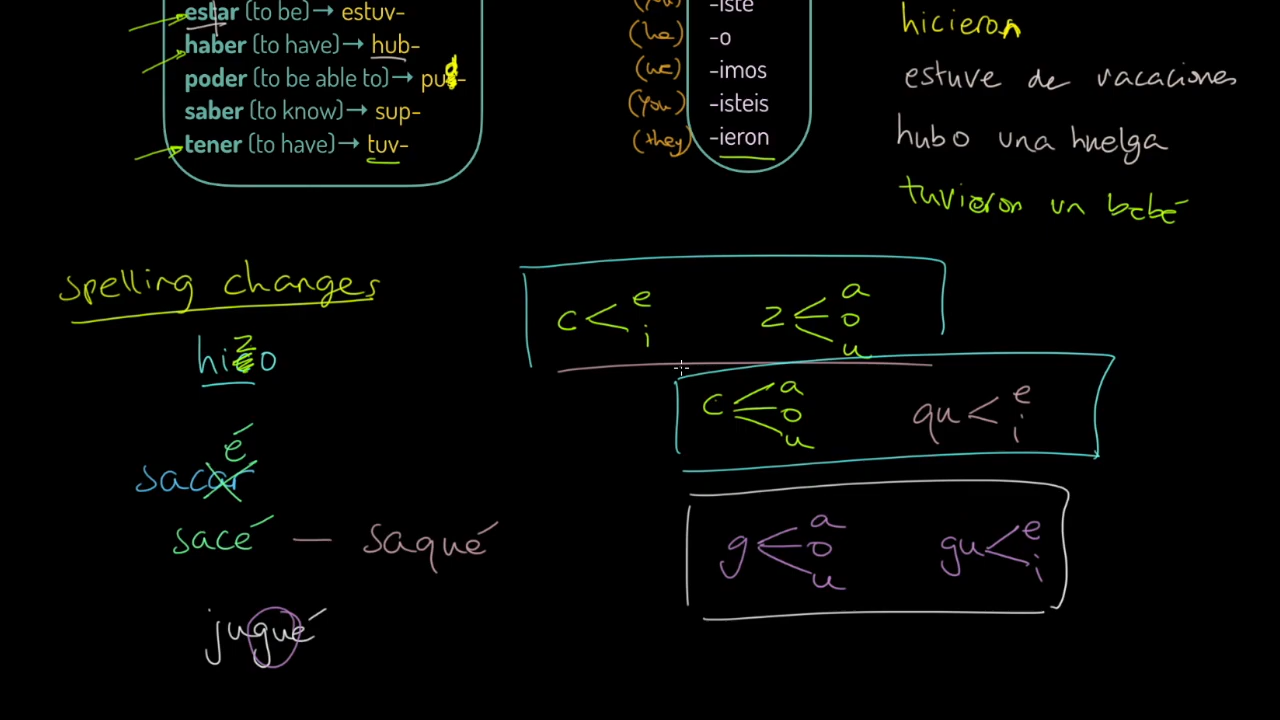 estar (to be)→ estuv-
haber (to have)→ hub-
poder (to be able to)→ pud-
saber (to know)→ sup-
tener (to have)→ tuv-
-iste
(he) -o
(we) -imos
(you) -isteis
(they) -ieron
hicieron
estuve de vacaciones
hubo una huelga
tuvieron un bebé
spelling changes
hizo
sacar é
sacé — saqué
jugué
c < e i
z < a o u
c < a o u
qu < e i
g < a o u
gu < e i